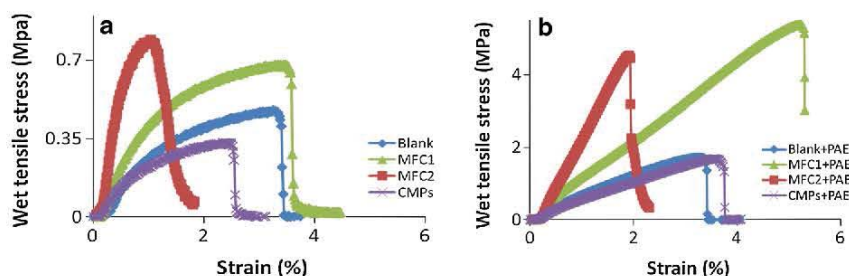 a
Wet tensile stress (Mpa)
0.7
0.35
0
0
2
4
6
Strain (%)
Blank
MFC1
MFC2
CMPs
b
Wet tensile stress (MPa)
4
2
0
0
2
4
6
Strain (%)
Blank+PAE
MFC1+PAE
MFC2+PAE
CMPs+PAE